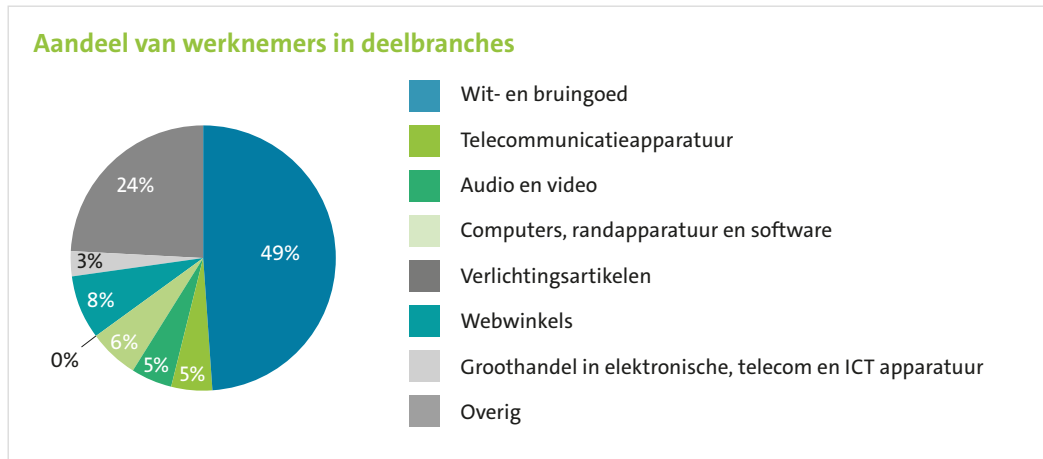 Aandeel van werknemers in deelbranches
Wit- en bruingoed
Telecommunicatieapparatuur
Audio en video
Computers, randapparatuur en software
Verlichtingsartikelen
Webwinkels
Groothandel in elektronische, telecom en ICT apparatuur
Overig
49%
5%
5%
6%
0%
8%
3%
24%